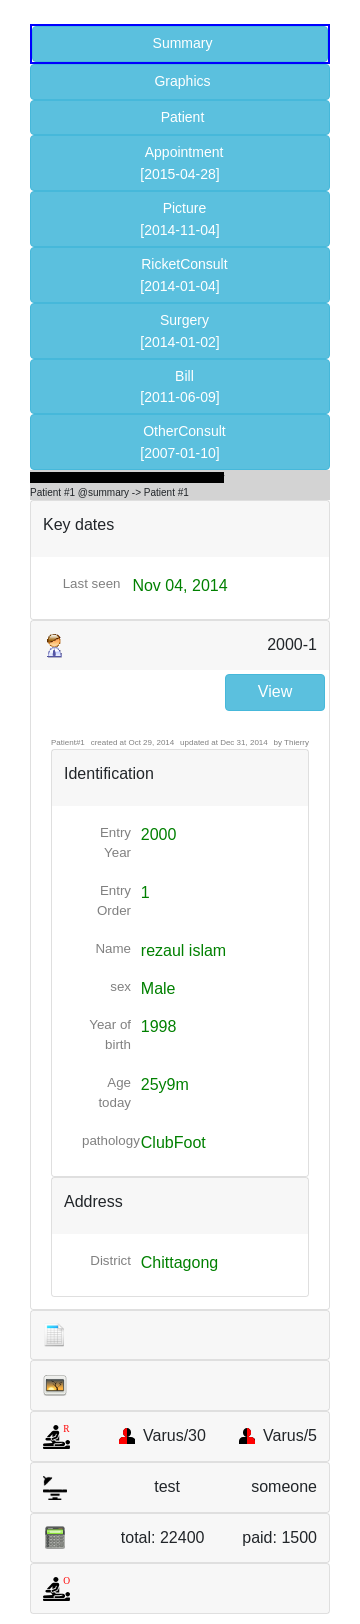 Summary
Graphics
Patient
Appointment
[2015-04-28]
Picture
[2014-11-04]
RicketConsult
[2014-01-04]
Surgery
[2014-01-02]
Bill
[2011-06-09]
OtherConsult
[2007-01-10]
Patient #1 @summary -> Patient #1
Key dates
Last seen Nov 04, 2014
2000-1
View
Patient#1 created at Oct 29, 2014 updated at Dec 31, 2014 by Thierry
Identification
Entry Year 2000
Entry Order 1
Name rezaul islam
sex Male
Year of birth 1998
Age today 25y9m
pathology ClubFoot
Address
District Chittagong
R Varus/30 Varus/5
test someone
total: 22400 paid: 1500
O